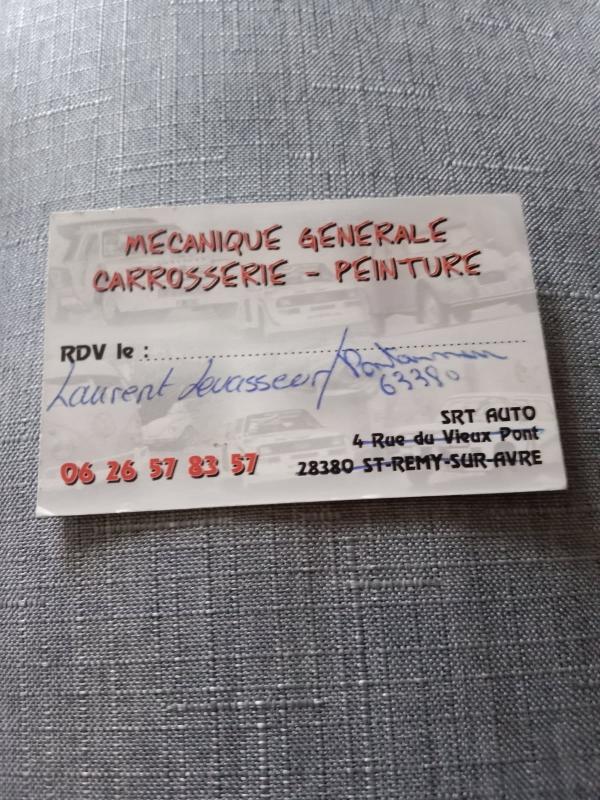 MECANIQUE GENERALE
CARROSSERIE - PEINTURE
RDV le :
Laurent Levasseur / Pontaumur
63380
SRT AUTO
4 Rue du Vieux Pont
06 26 57 83 57
28380 ST-REMY-SUR-AVRE